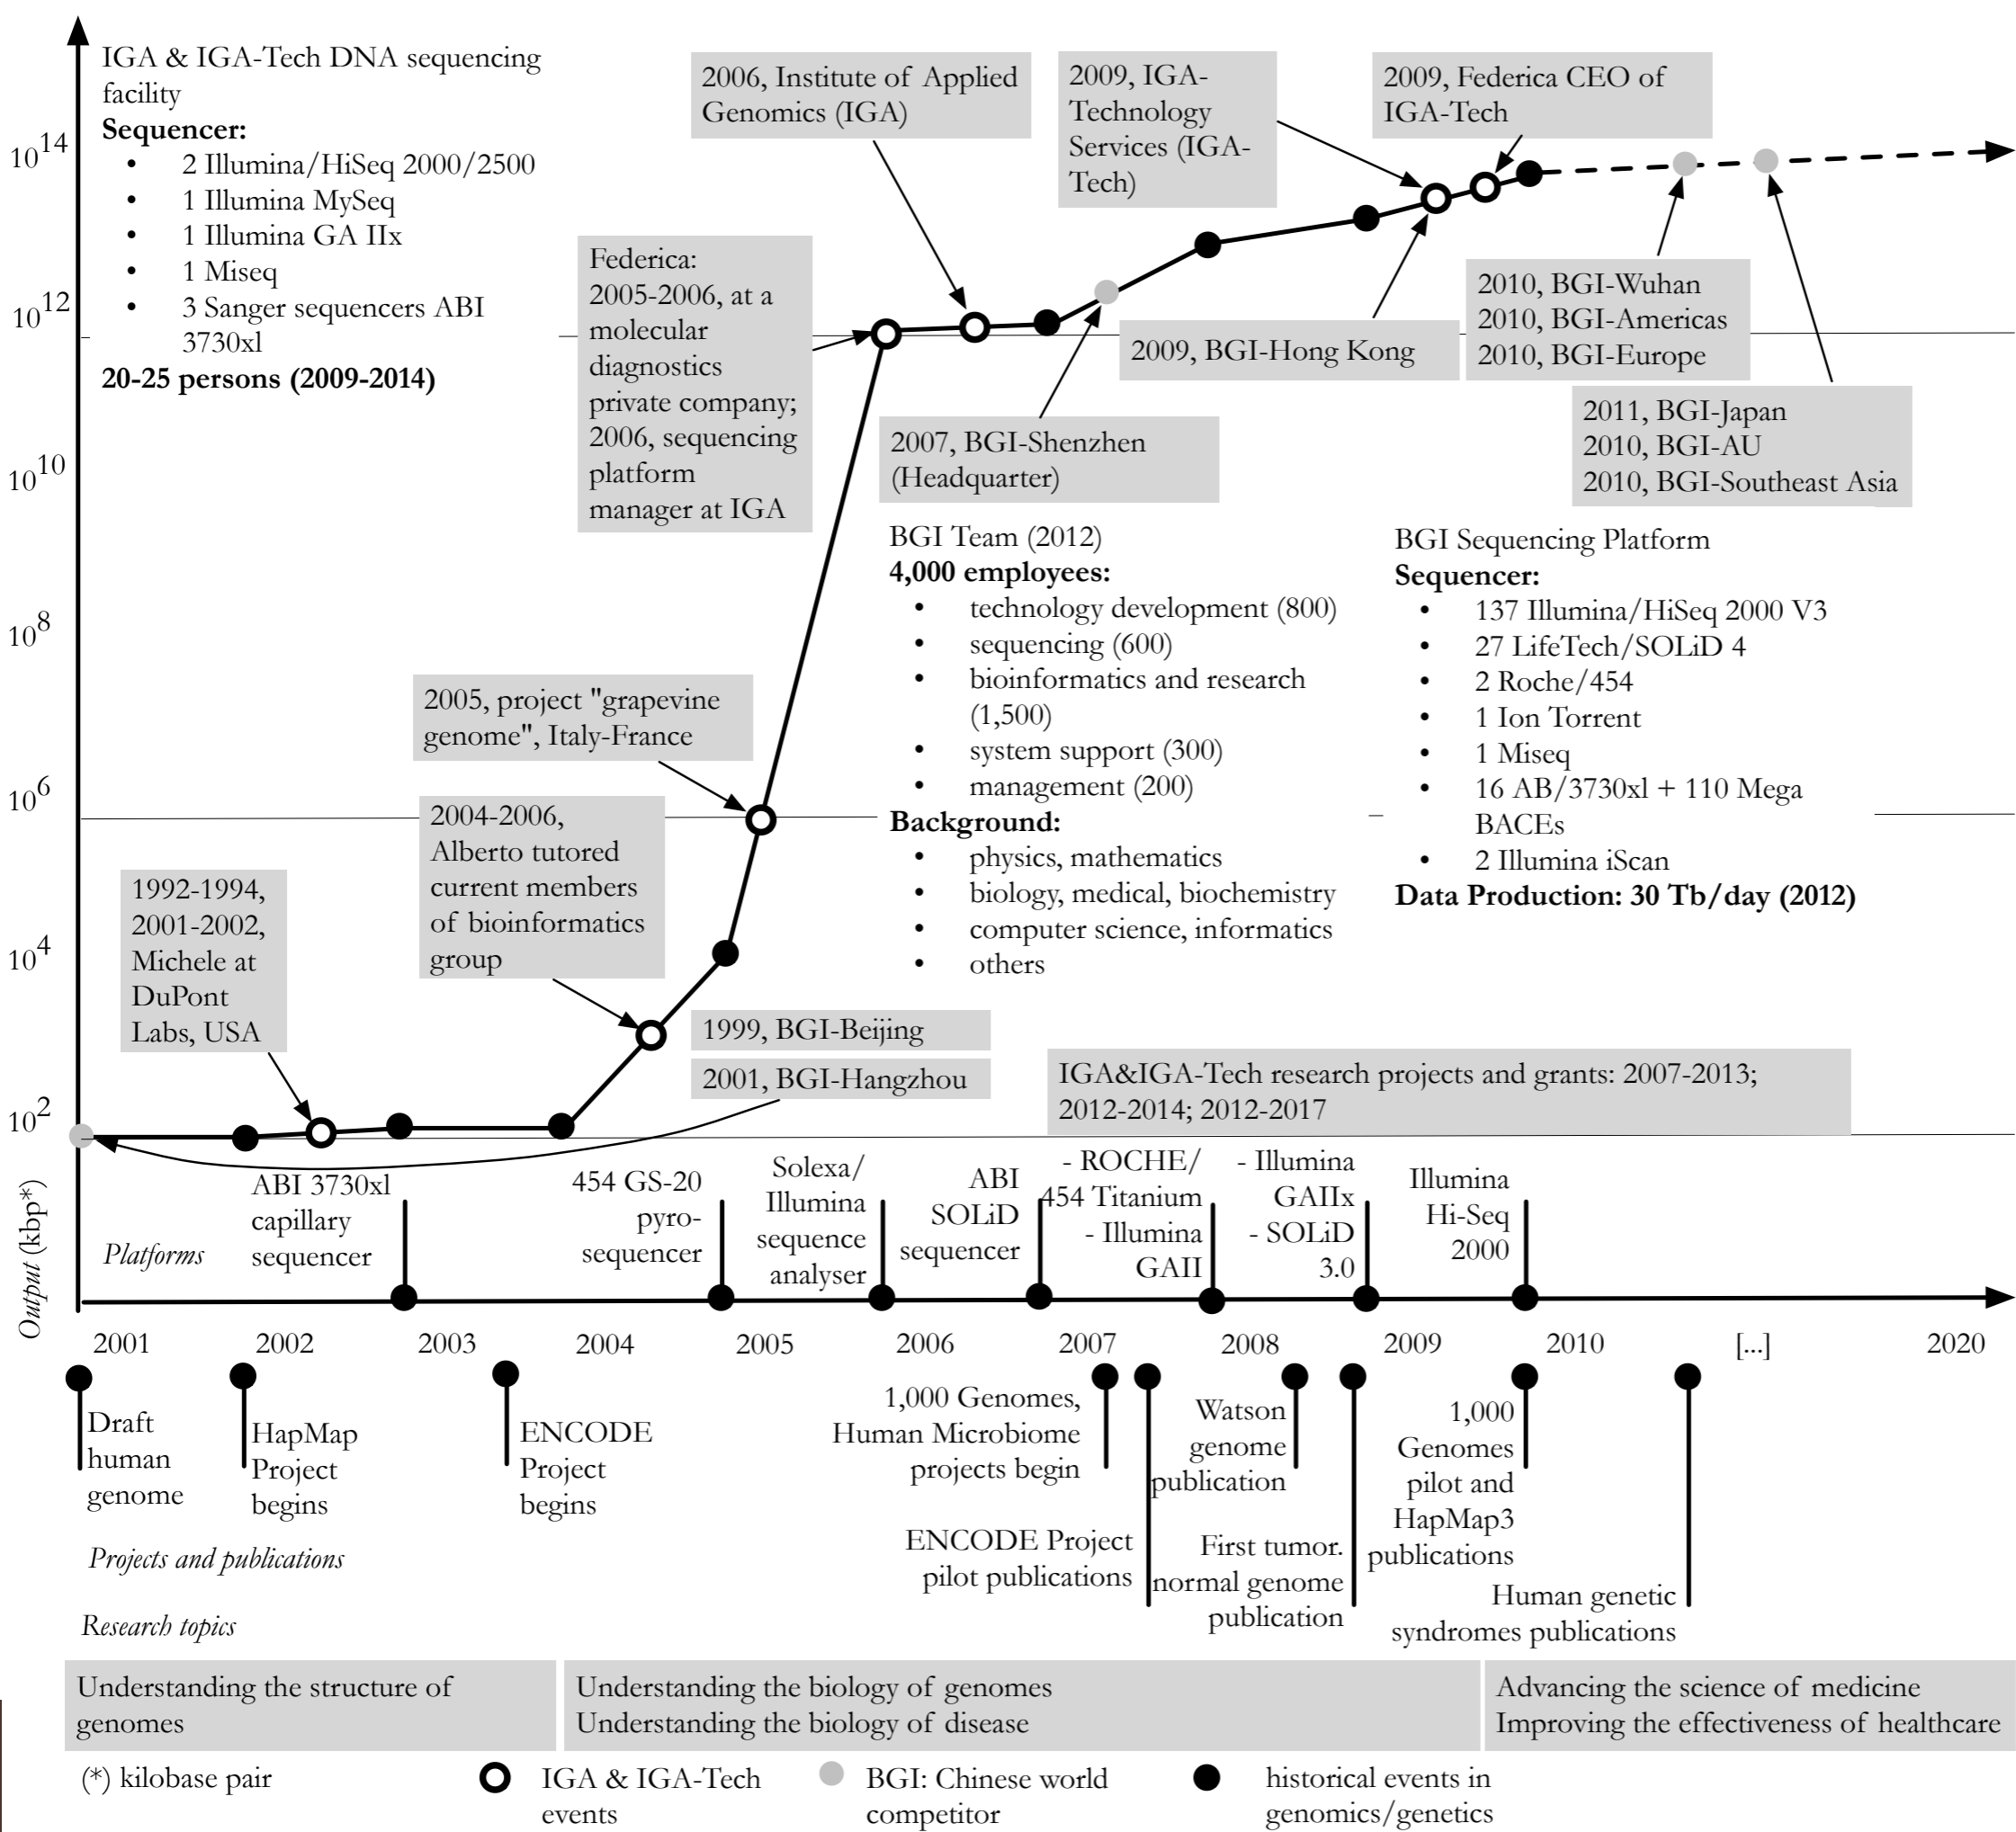 IGA & IGA-Tech DNA sequencing
facility
Sequencer:
• 2 Illumina/HiSeq 2000/2500
• 1 Illumina MySeq
• 1 Illumina GA IIx
• 1 Miseq
• 3 Sanger sequencers ABI
3730xl
20-25 persons (2009-2014)
2006, Institute of Applied
Genomics (IGA)
2009, IGA-
Technology
Services (IGA-
Tech)
2009, Federica CEO of
IGA-Tech
10^14
10^12
10^10
10^8
10^6
10^4
10^2
Output (kbp*)
Federica:
2005-2006, at a
molecular
diagnostics
private company;
2006, sequencing
platform
manager at IGA
2009, BGI-Hong Kong
2010, BGI-Wuhan
2010, BGI-Americas
2010, BGI-Europe
2011, BGI-Japan
2010, BGI-AU
2010, BGI-Southeast Asia
2007, BGI-Shenzhen
(Headquarter)
BGI Team (2012)
4,000 employees:
• technology development (800)
• sequencing (600)
• bioinformatics and research
(1,500)
• system support (300)
• management (200)
Background:
• physics, mathematics
• biology, medical, biochemistry
• computer science, informatics
• others
BGI Sequencing Platform
Sequencer:
• 137 Illumina/HiSeq 2000 V3
• 27 LifeTech/SOLiD 4
• 2 Roche/454
• 1 Ion Torrent
• 1 Miseq
• 16 AB/3730xl + 110 Mega
BACEs
• 2 Illumina iScan
Data Production: 30 Tb/day (2012)
2005, project "grapevine
genome", Italy-France
2004-2006,
Alberto tutored
current members
of bioinformatics
group
1992-1994,
2001-2002,
Michele at
DuPont
Labs, USA
1999, BGI-Beijing
2001, BGI-Hangzhou
IGA&IGA-Tech research projects and grants: 2007-2013;
2012-2014; 2012-2017
Platforms
ABI 3730xl
capillary
sequencer
454 GS-20
pyro-
sequencer
Solexa/
Illumina
sequence
analyser
ABI
SOLiD
sequencer
- ROCHE/
454 Titanium
- Illumina
GAII
- Illumina
GAIIx
- SOLiD
3.0
Illumina
Hi-Seq
2000
2001 2002 2003 2004 2005 2006 2007 2008 2009 2010 [...] 2020
Draft
human
genome
HapMap
Project
begins
ENCODE
Project
begins
1,000 Genomes,
Human Microbiome
projects begin
ENCODE Project
pilot publications
Watson
genome
publication
First tumor.
normal genome
publication
1,000
Genomes
pilot and
HapMap3
publications
Human genetic
syndromes publications
Projects and publications
Research topics
Understanding the structure of
genomes
Understanding the biology of genomes
Understanding the biology of disease
Advancing the science of medicine
Improving the effectiveness of healthcare
(*) kilobase pair
IGA & IGA-Tech
events
BGI: Chinese world
competitor
historical events in
genomics/genetics